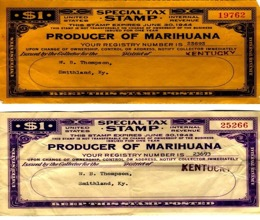 $1
SPECIAL TAX
UNITED STATES STAMP INTERNAL REVENUE
19762
THIS STAMP EXPIRES JUNE 30, 1944
PRODUCER OF MARIHUANA
YOUR REGISTRY NUMBER IS
UPON CHANGE OF OWNERSHIP, CONTROL OR ADDRESS, NOTIFY COLLECTOR IMMEDIATELY
Issued by the Collector for the District of KENTUCKY
W. D. Thompson,
Smithland, Ky.
KEEP THIS STAMP POSTED
$1
SPECIAL TAX
UNITED STATES STAMP INTERNAL REVENUE
25266
THIS STAMP EXPIRES JUNE 30, 1945
PRODUCER OF MARIHUANA
YOUR REGISTRY NUMBER IS 23693
UPON CHANGE OF OWNERSHIP, CONTROL OR ADDRESS, NOTIFY COLLECTOR IMMEDIATELY
Issued by the Collector for the District of KENTUCKY
W. D. Thompson,
Smithland, Ky.
KEEP THIS STAMP POSTED